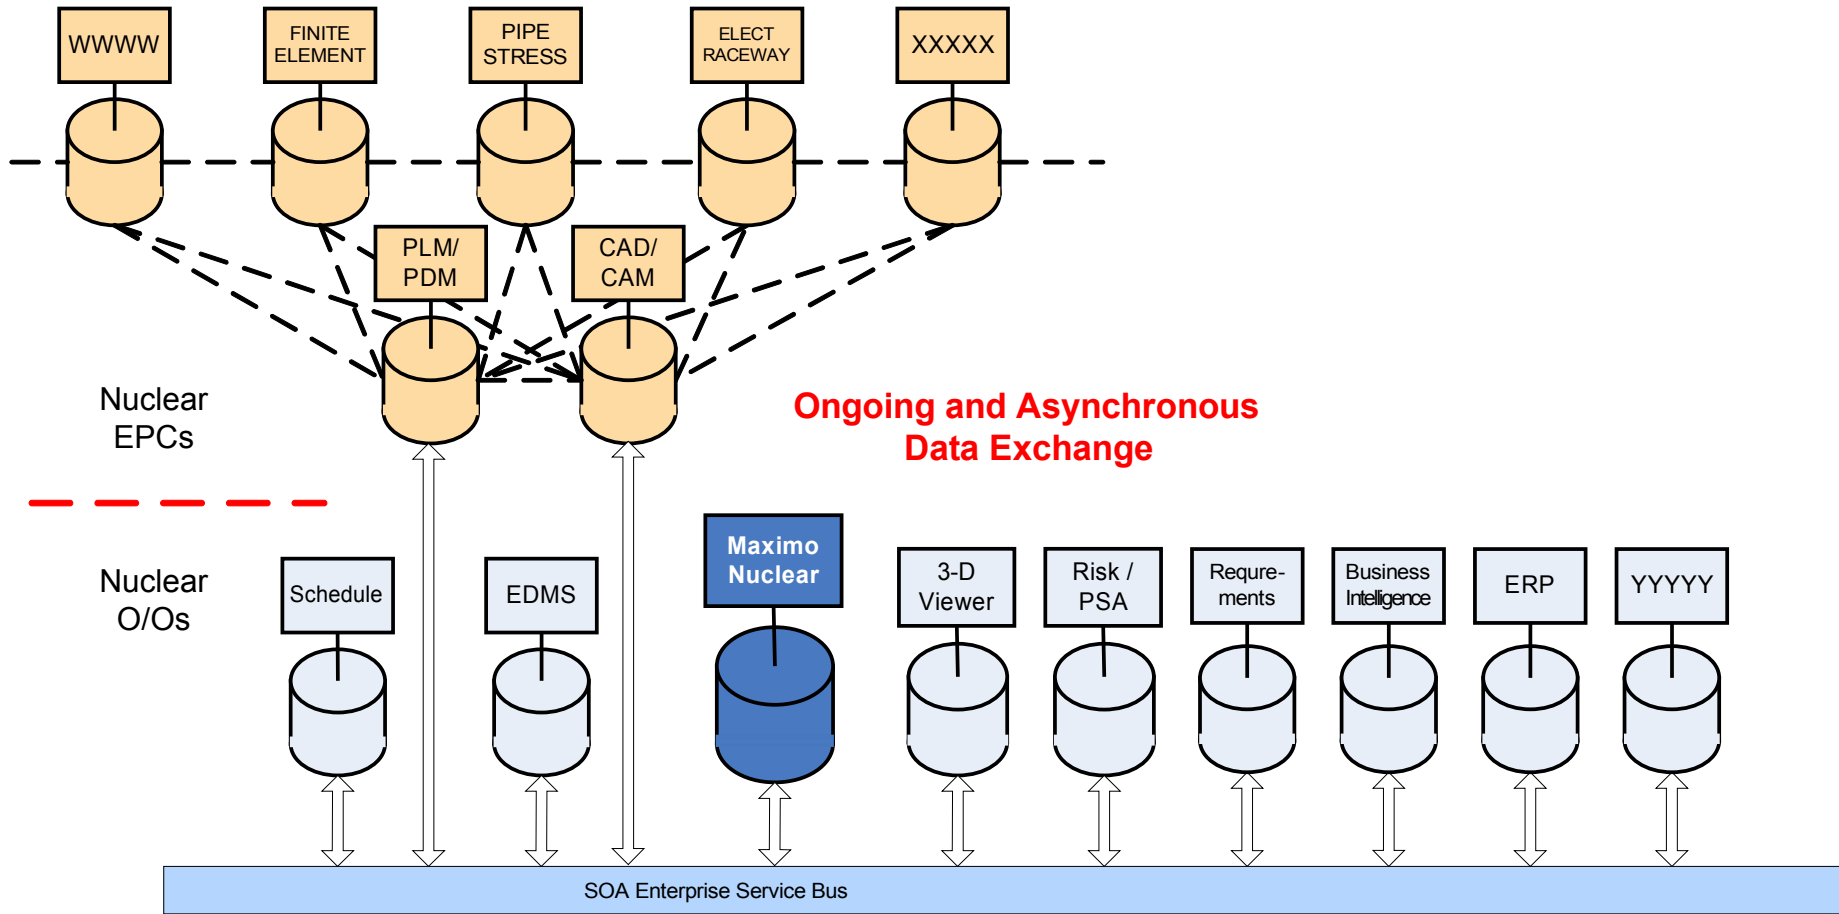 WWWW
FINITE
ELEMENT
PIPE
STRESS
ELECT
RACEWAY
XXXXX
PLM/
PDM
CAD/
CAM
Nuclear
EPCs
Ongoing and Asynchronous
Data Exchange
Nuclear
O/Os
Schedule
EDMS
Maximo
Nuclear
3-D
Viewer
Risk /
PSA
Requre-
ments
Business
Intelligence
ERP
YYYYY
SOA Enterprise Service Bus